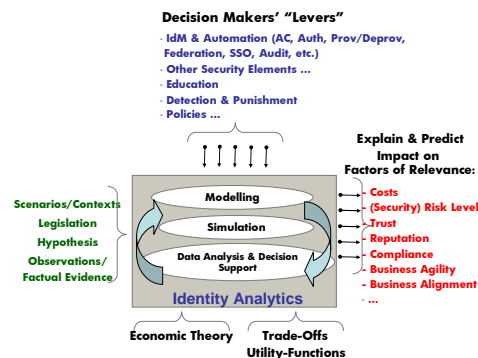 Decision Makers' “Levers”
· IdM & Automation (AC, Auth, Prov/Deprov,
Federation, SSO, Audit, etc.)
· Other Security Elements ...
· Education
· Detection & Punishment
· Policies ...
Explain & Predict
Impact on
Factors of Relevance:
Scenarios/Contexts
Legislation
Hypothesis
Observations/
Factual Evidence
Modelling
Simulation
Data Analysis & Decision
Support
Identity Analytics
- Costs
- (Security) Risk Level
- Trust
- Reputation
- Compliance
- Business Agility
- Business Alignment
- ...
Economic Theory
Trade-Offs
Utility-Functions